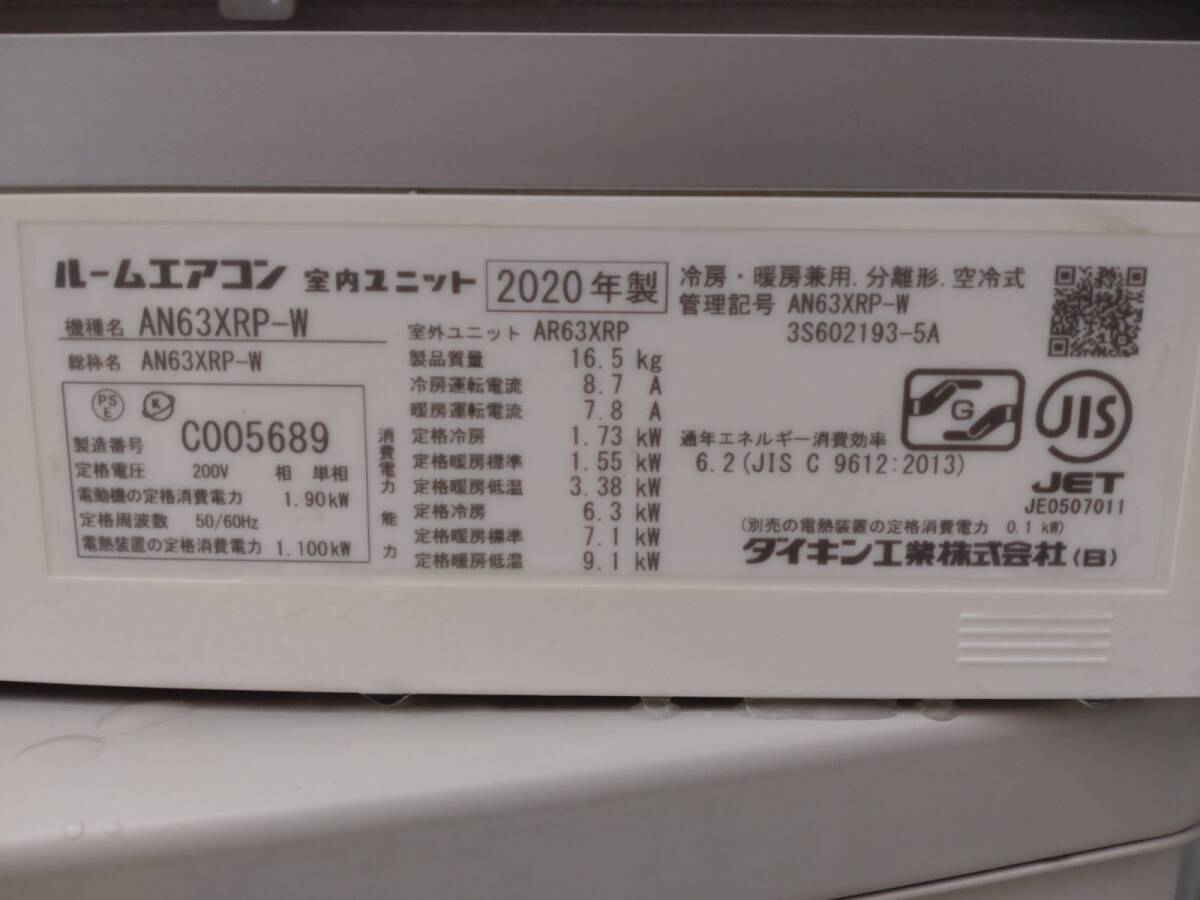 ルームエアコン 室内ユニット 2020年製
機種名 AN63XRP-W
総称名 AN63XRP-W
PS
E
K
製造番号 C005689
定格電圧 200V 相 単相
電動機の定格消費電力 1.90kW
定格周波数 50/60Hz
電熱装置の定格消費電力 1.100kW
室外ユニット AR63XRP
製品質量 16.5 kg
冷房運転電流 8.7 A
暖房運転電流 7.8 A
消費電力
定格冷房 1.73 kW
定格暖房標準 1.55 kW
定格暖房低温 3.38 kW
能力
定格冷房 6.3 kW
定格暖房標準 7.1 kW
定格暖房低温 9.1 kW
冷房・暖房兼用.分離形.空冷式
管理記号 AN63XRP-W
3S602193-5A
G
JIS
JET
JE0507011
通年エネルギー消費効率
6.2(JIS C 9612:2013)
(別売の電熱装置の定格消費電力 0.1 kW)
ダイキン工業株式会社(B)